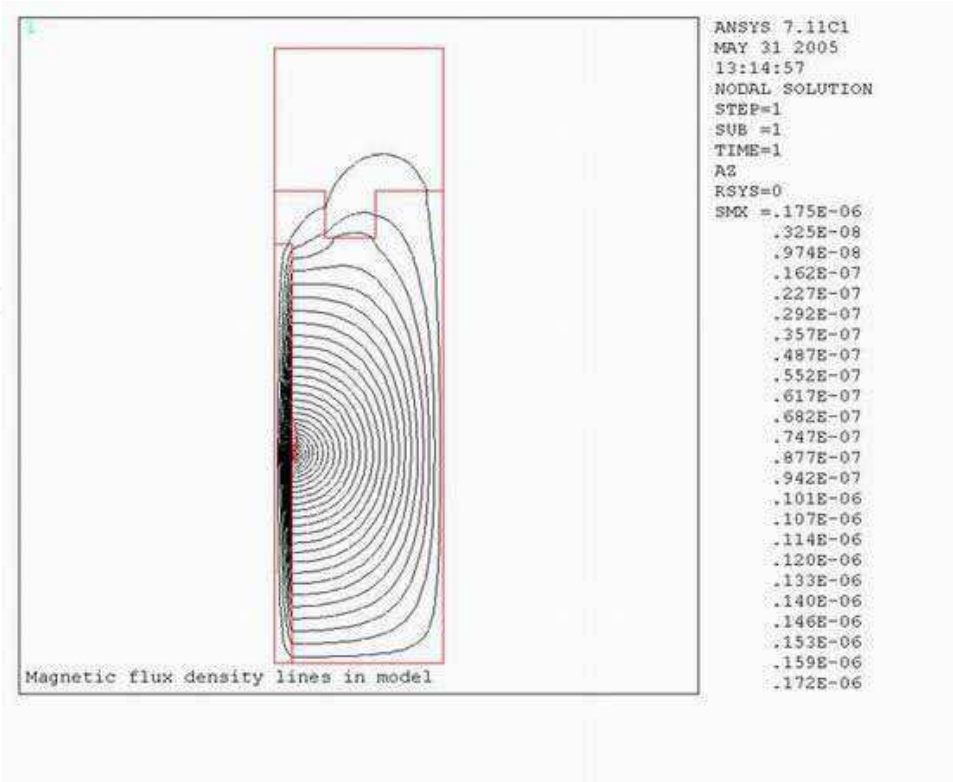 1
ANSYS 7.11C1
MAY 31 2005
13:14:57
NODAL SOLUTION
STEP=1
SUB =1
TIME=1
AZ
RSYS=0
SMX =.175E-06
.325E-08
.974E-08
.162E-07
.227E-07
.292E-07
.357E-07
.487E-07
.552E-07
.617E-07
.682E-07
.747E-07
.877E-07
.942E-07
.101E-06
.107E-06
.114E-06
.120E-06
.133E-06
.140E-06
.146E-06
.153E-06
.159E-06
.172E-06
Magnetic flux density lines in model